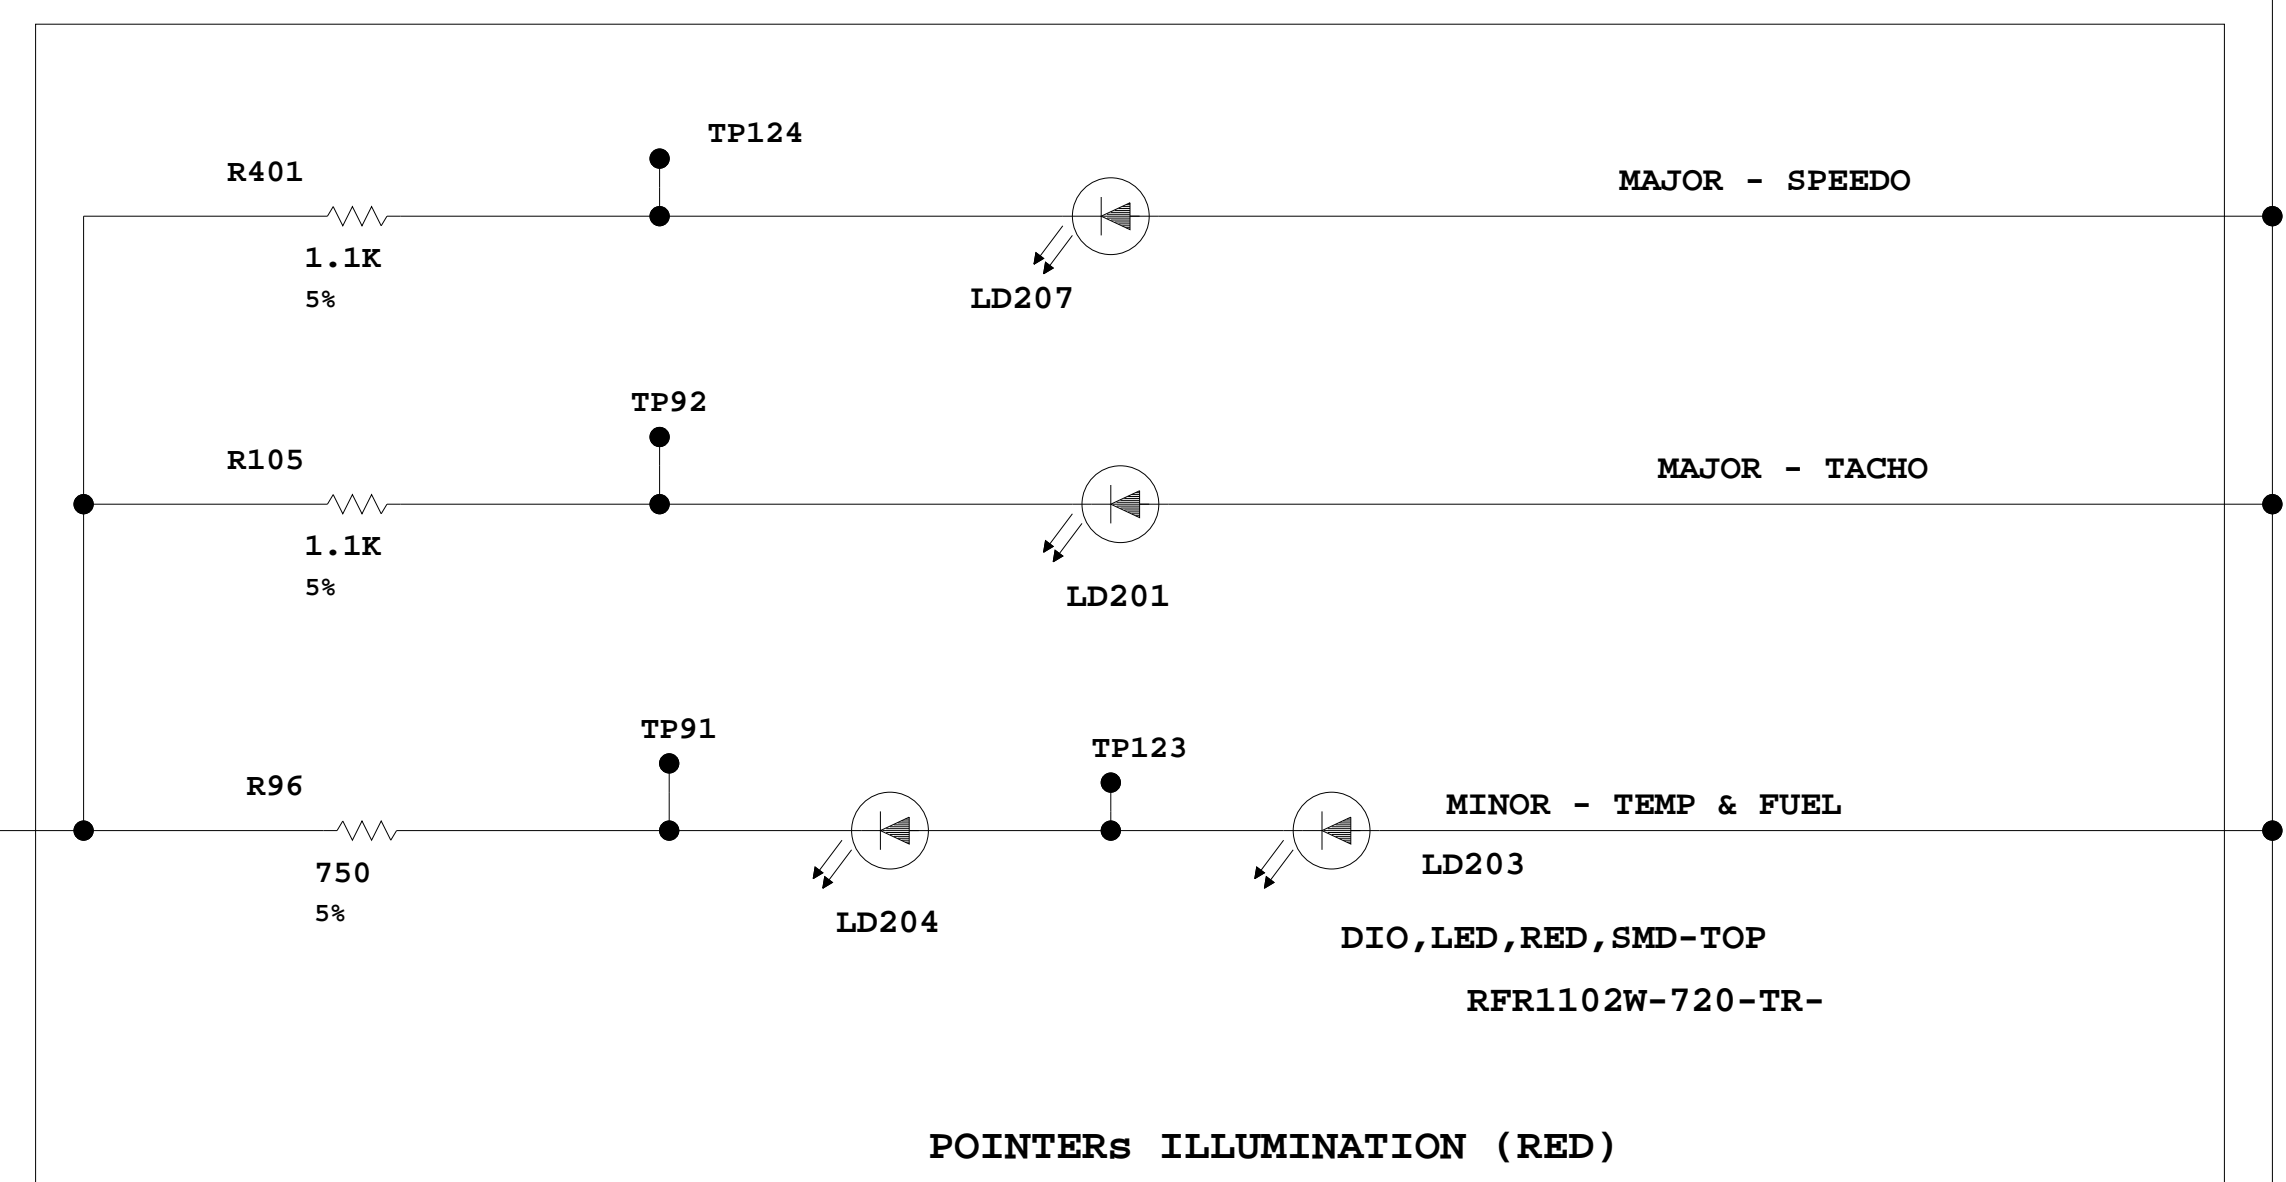 TP124
R401
MAJOR - SPEEDO
1.1K
5%
LD207
TP92
R105
MAJOR - TACHO
1.1K
5%
LD201
TP91
TP123
R96
MINOR - TEMP & FUEL
750
LD203
5%
LD204
DIO,LED,RED,SMD-TOP
RFR1102W-720-TR-
POINTERs ILLUMINATION (RED)